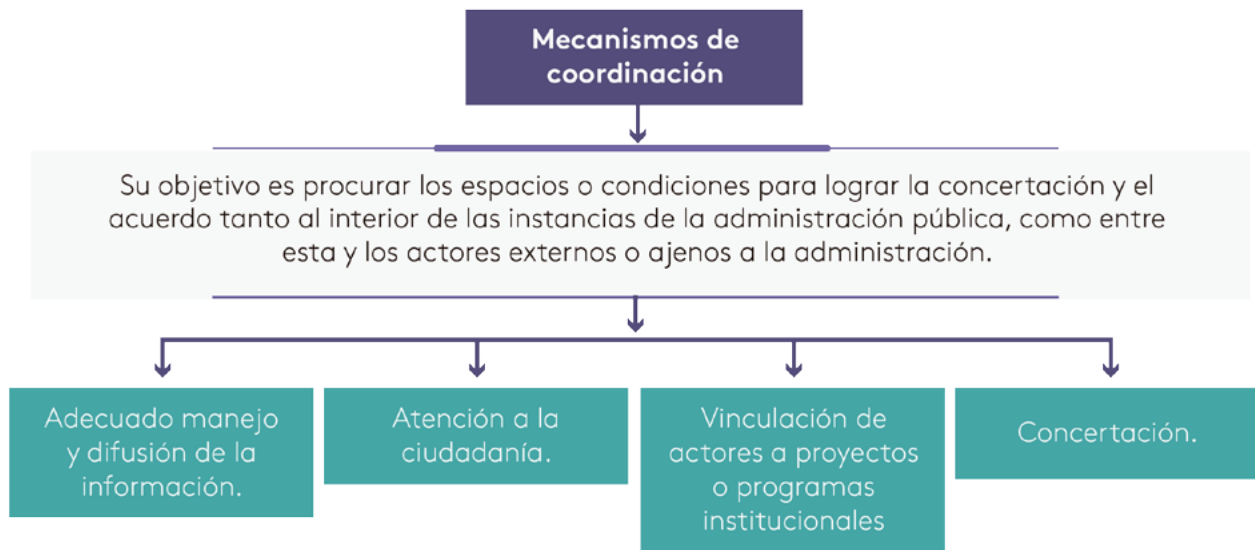 Mecanismos de
coordinación
Su objetivo es procurar los espacios o condiciones para lograr la concertación y el
acuerdo tanto al interior de las instancias de la administración pública, como entre
esta y los actores externos o ajenos a la administración.
Adecuado manejo
y difusión de la
información.
Atención a la
ciudadanía.
Vinculación de
actores a proyectos
o programas
institucionales
Concertación.